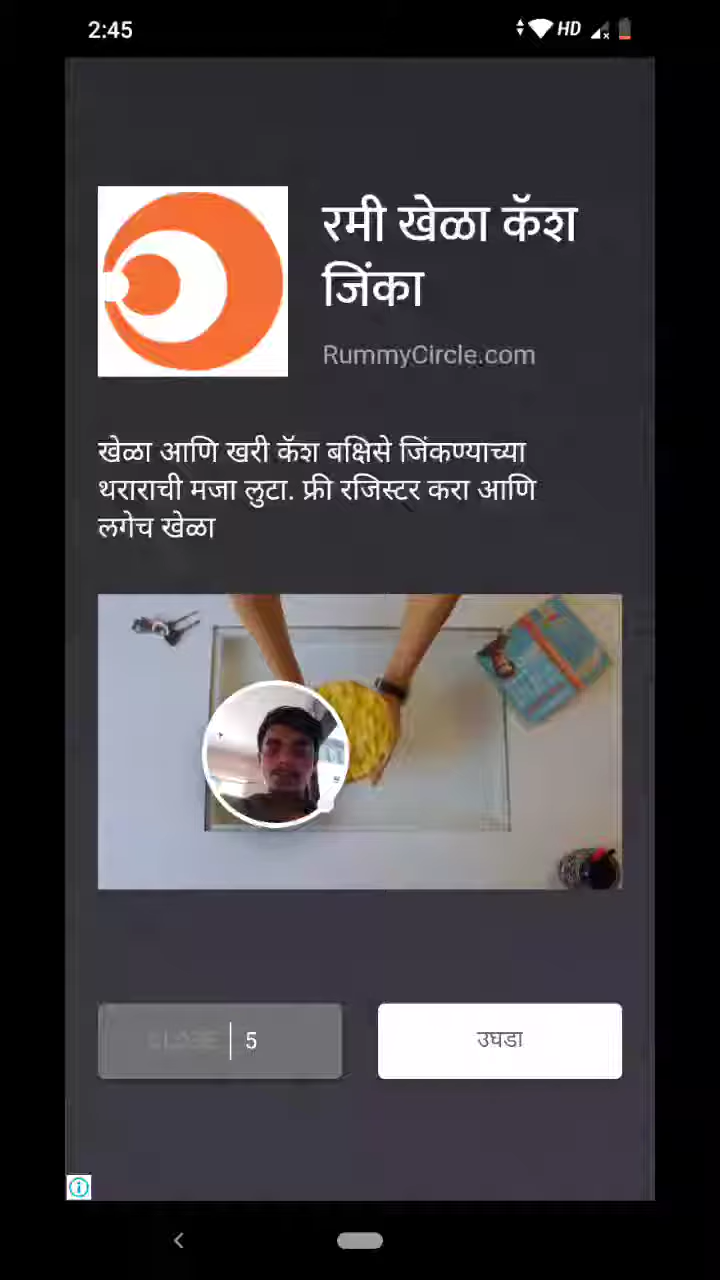 2:45
HD
रमी खेळा कॅश
जिंका
RummyCircle.com
खेळा आणि खरी कॅश बक्षिसे जिंकण्याच्या
थराराची मजा लुटा. फ्री रजिस्टर करा आणि
लगेच खेळा
CLOSE 5
उघडा